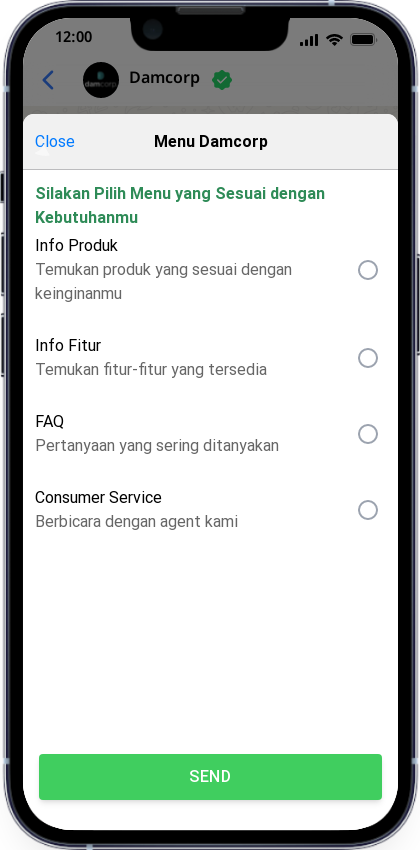 12:00
damcorp
Damcorp
Close
Menu Damcorp
Silakan Pilih Menu yang Sesuai dengan
Kebutuhanmu
Info Produk
Temukan produk yang sesuai dengan
keinginanmu
Info Fitur
Temukan fitur-fitur yang tersedia
FAQ
Pertanyaan yang sering ditanyakan
Consumer Service
Berbicara dengan agent kami
SEND